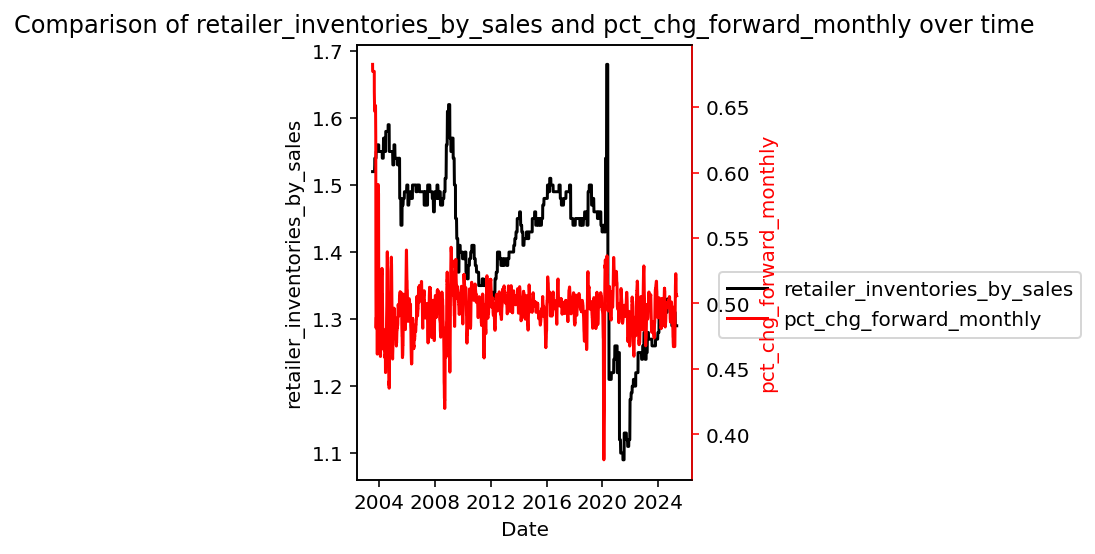 Comparison of retailer_inventories_by_sales and pct_chg_forward_monthly over time
1.7
1.6
1.5
1.4
1.3
1.2
1.1
retailer_inventories_by_sales
0.65
0.60
0.55
0.50
0.45
0.40
pct_chg_forward_monthly
retailer_inventories_by_sales
pct_chg_forward_monthly
2004 2008 2012 2016 2020 2024
Date